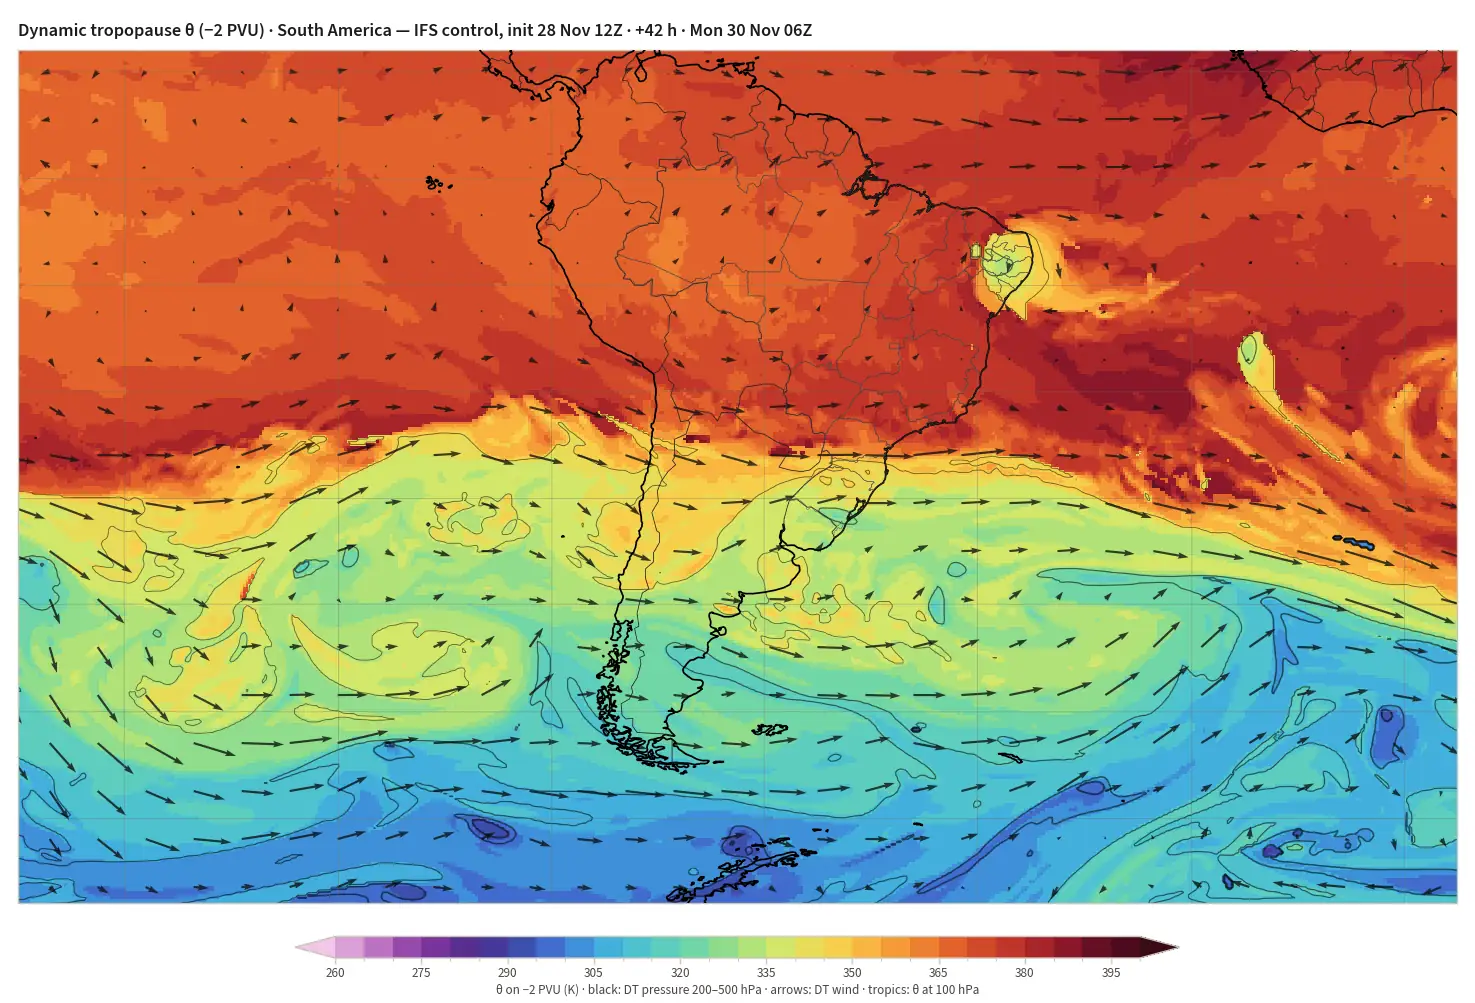 Dynamic tropopause θ (−2 PVU) · South America — IFS control, init 28 Nov 12Z · +42 h · Mon 30 Nov 06Z
260 275 290 305 320 335 350 365 380 395
θ on −2 PVU (K) · black: DT pressure 200–500 hPa · arrows: DT wind · tropics: θ at 100 hPa